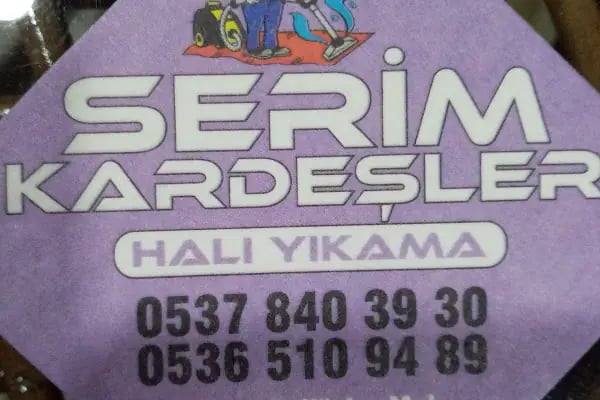 SERİM
KARDEŞLER
HALI YIKAMA
0537 840 39 30
0536 510 94 89